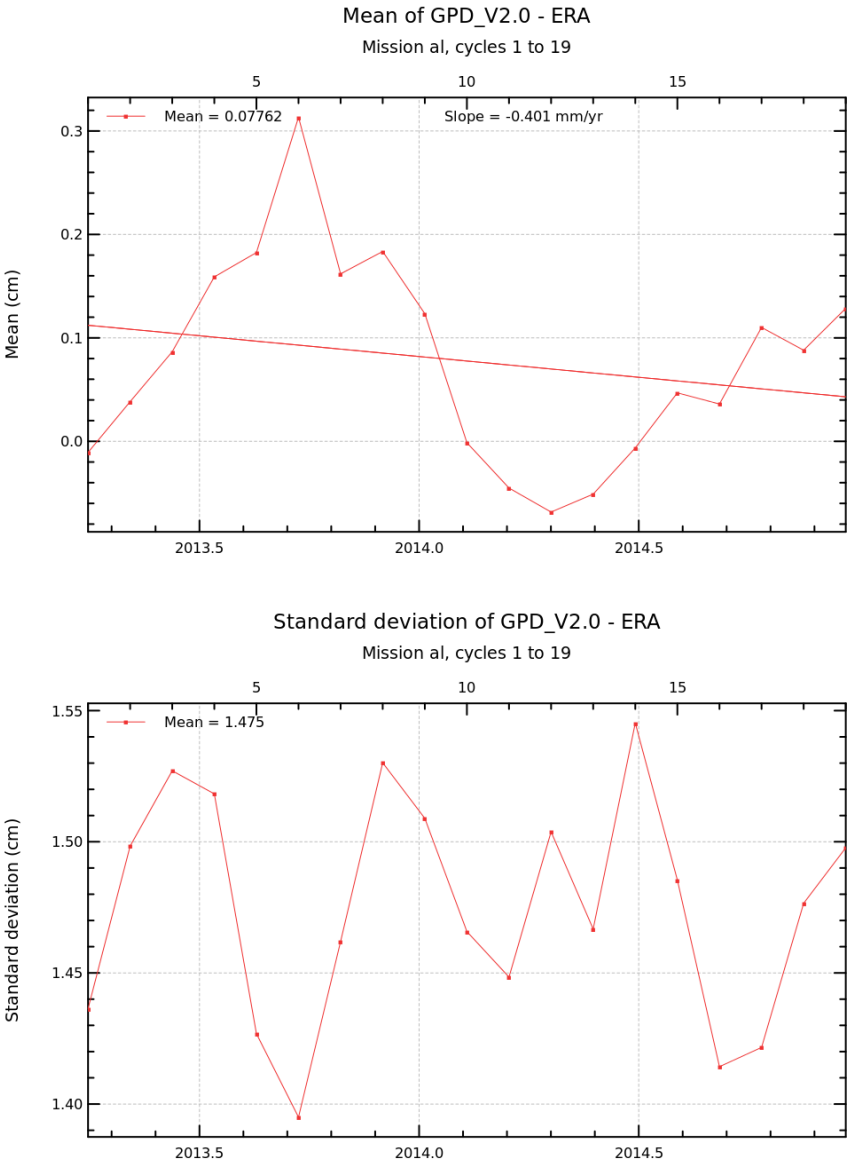 Mean of GPD_V2.0 - ERA
Mission al, cycles 1 to 19
5 10 15
Mean = 0.07762 Slope = -0.401 mm/yr
0.3
0.2
0.1
0.0
Mean (cm)
2013.5 2014.0 2014.5
Standard deviation of GPD_V2.0 - ERA
Mission al, cycles 1 to 19
5 10 15
Mean = 1.475
1.55
1.50
1.45
1.40
Standard deviation (cm)
2013.5 2014.0 2014.5